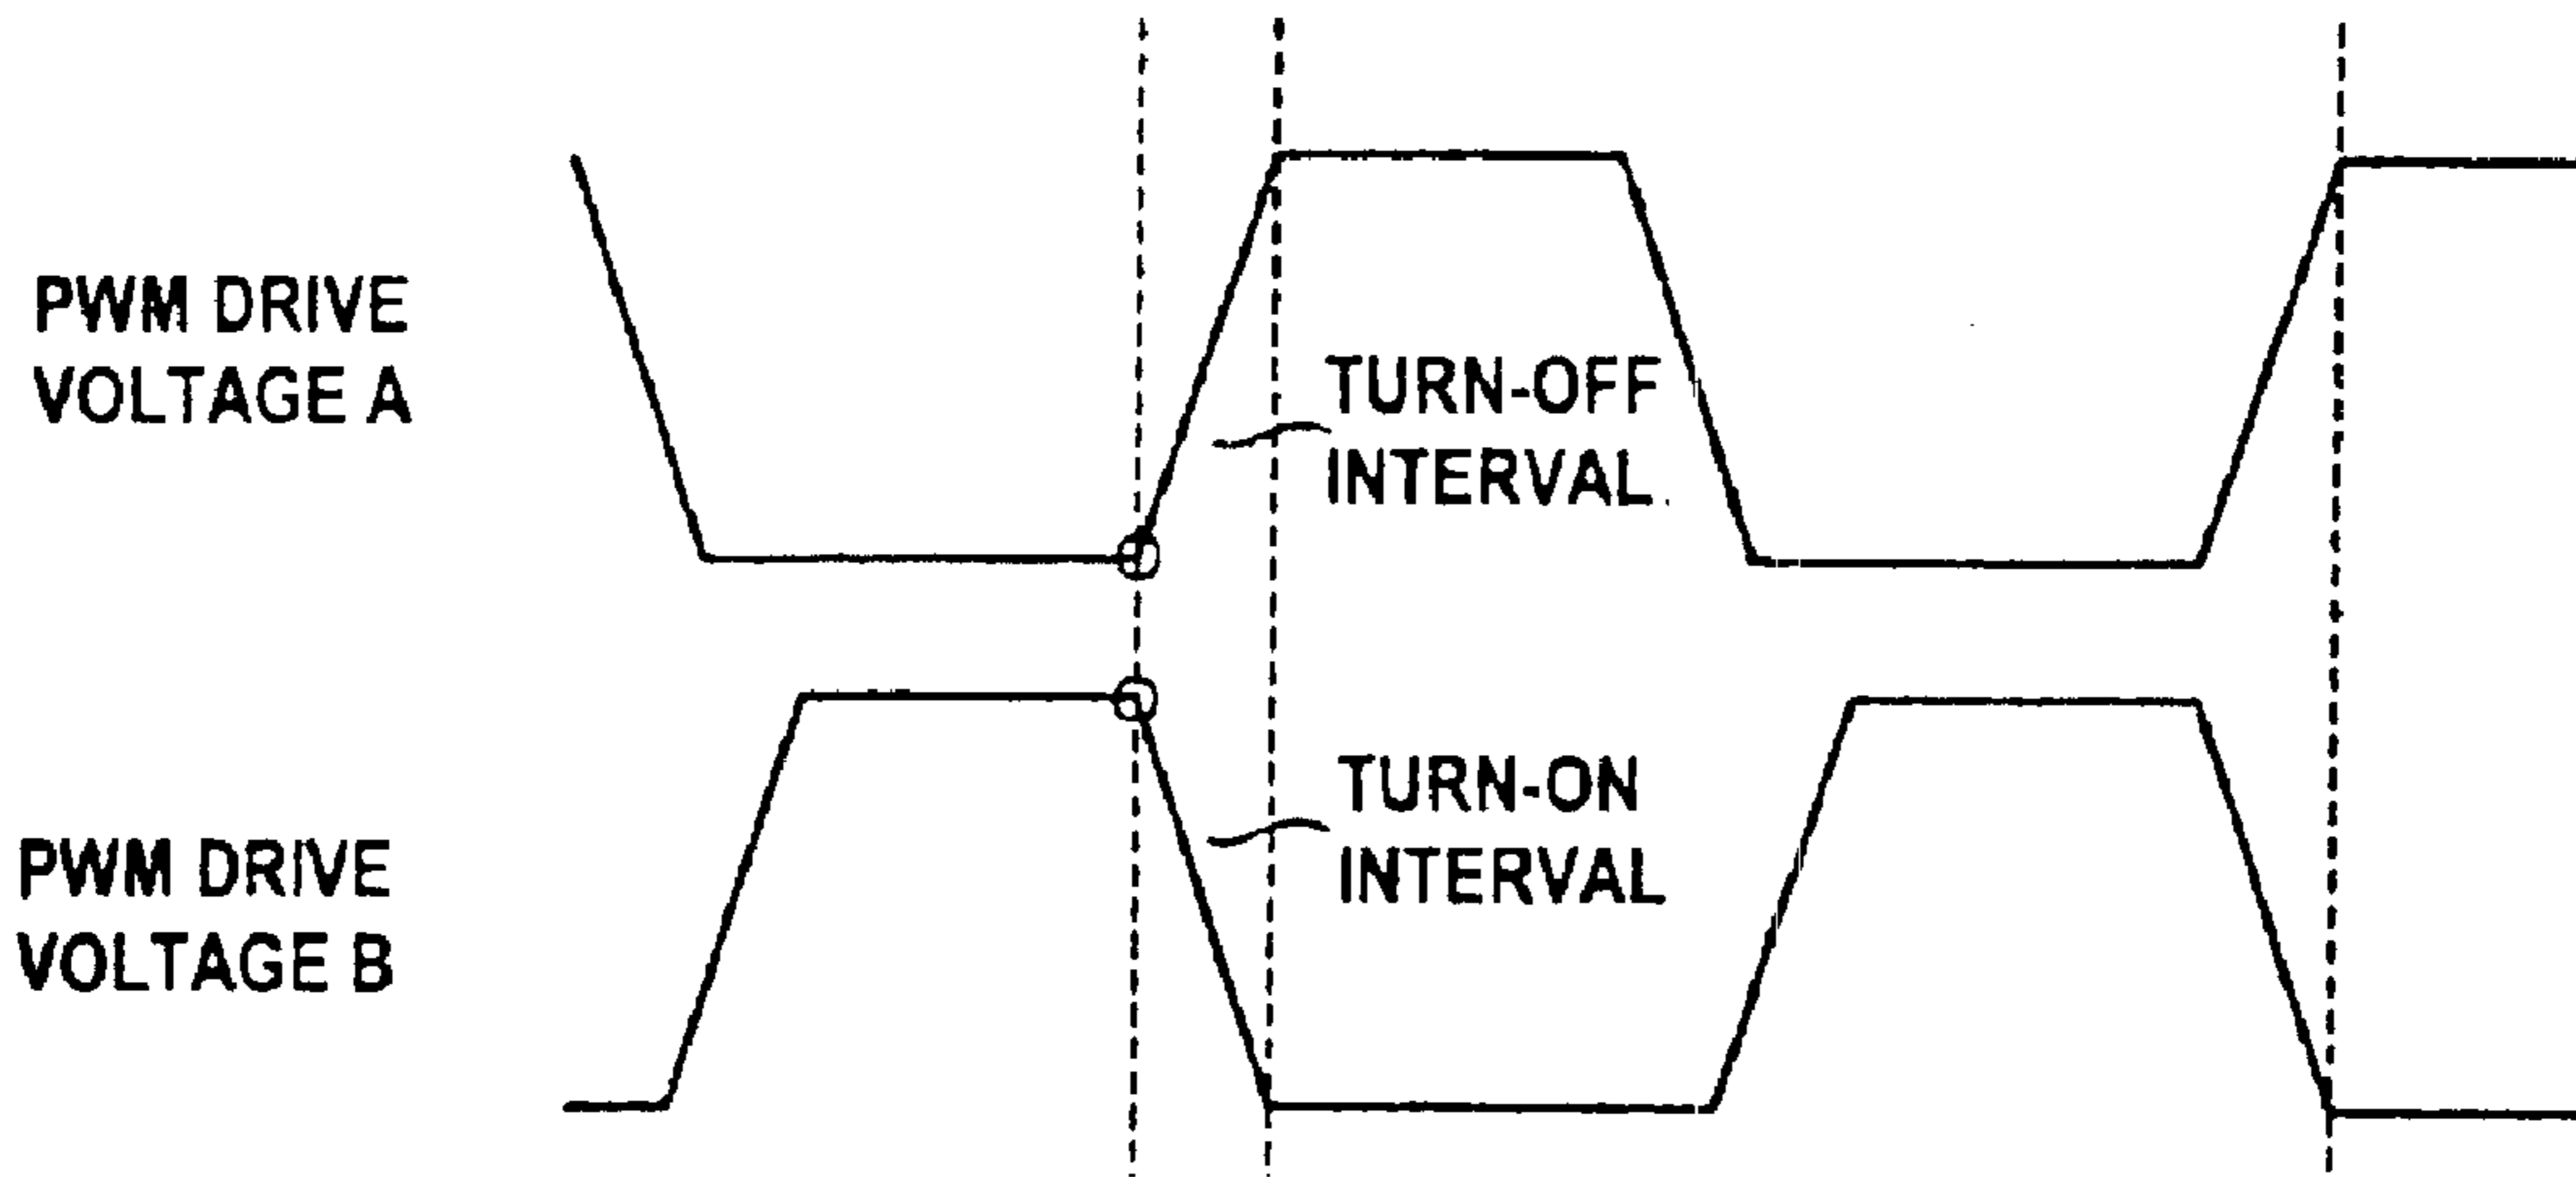 PWM DRIVE
VOLTAGE A
TURN-OFF
INTERVAL
PWM DRIVE
VOLTAGE B
TURN-ON
INTERVAL